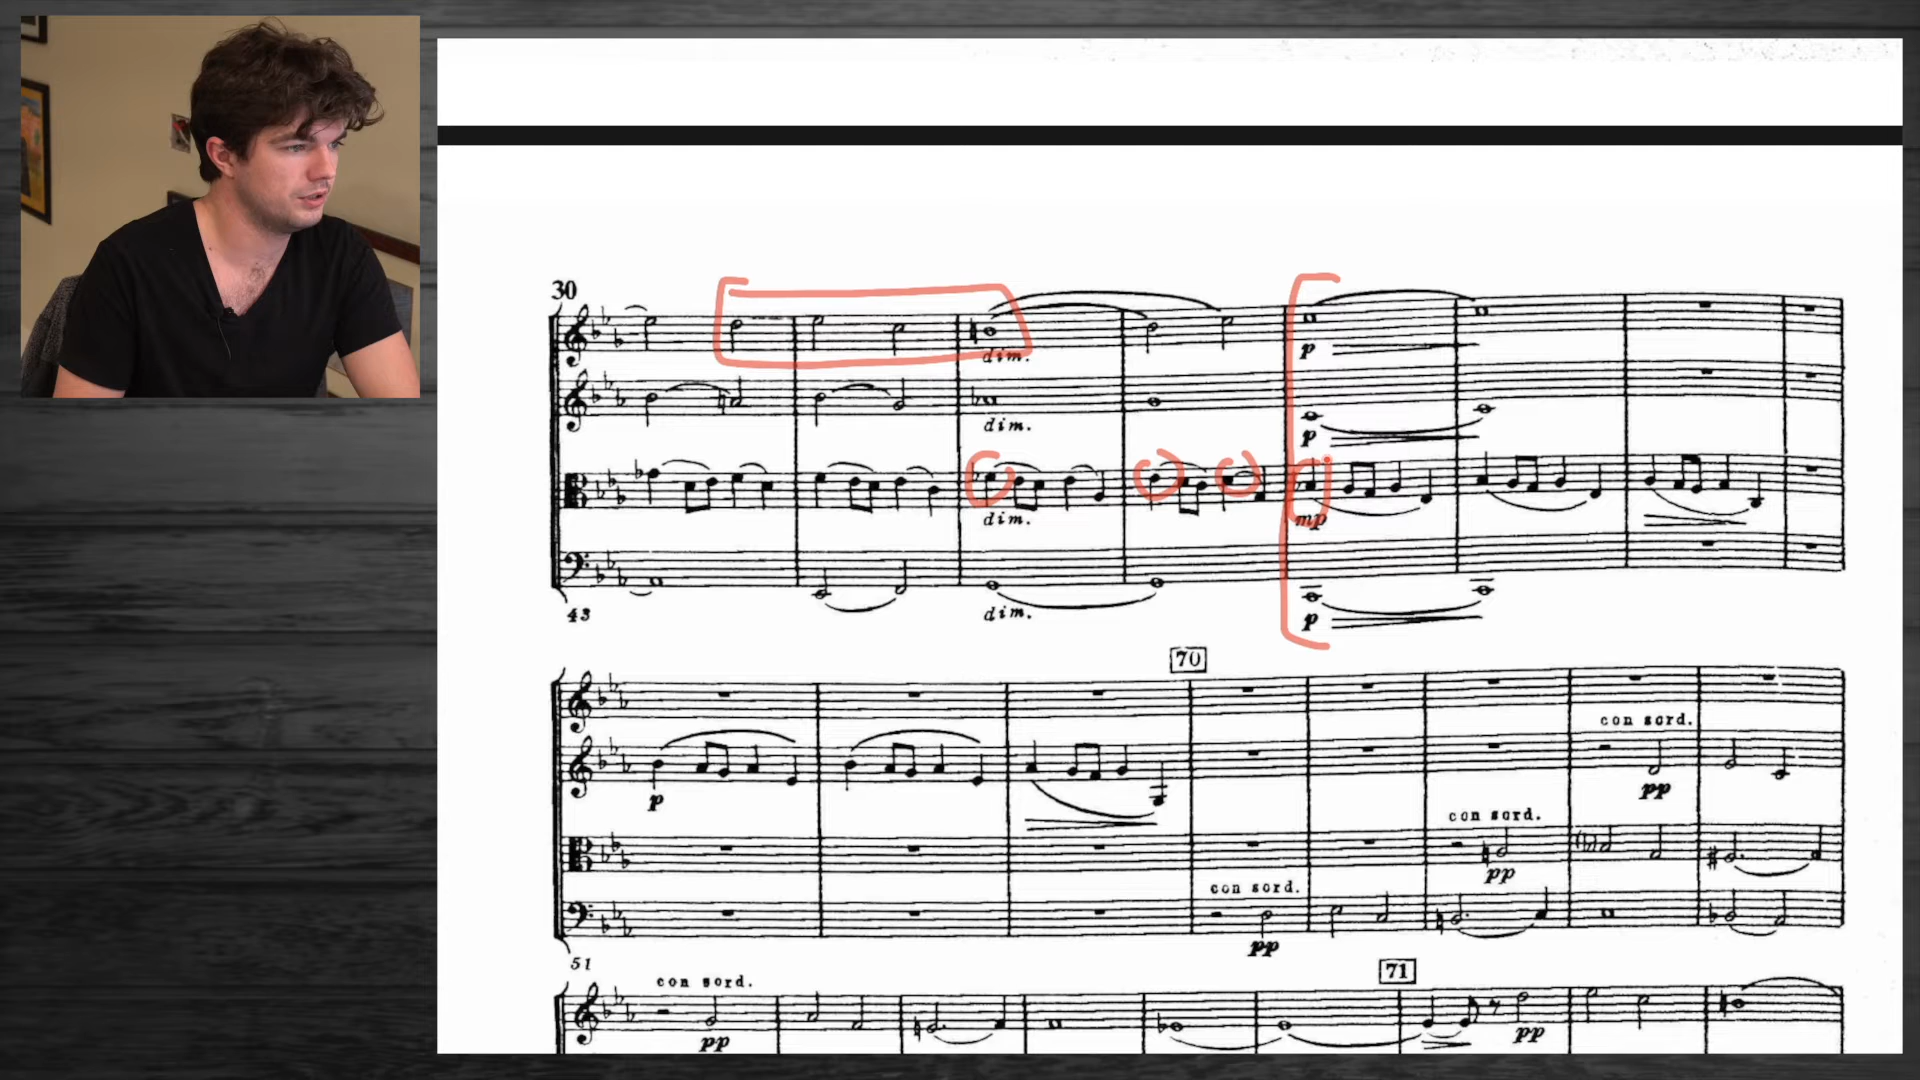 30
dim.
p
dim.
p
dim.
mp
43
dim.
p
70
con sord.
p
pp
con sord.
pp
con sord.
pp
51
con sord.
71
pp
pp